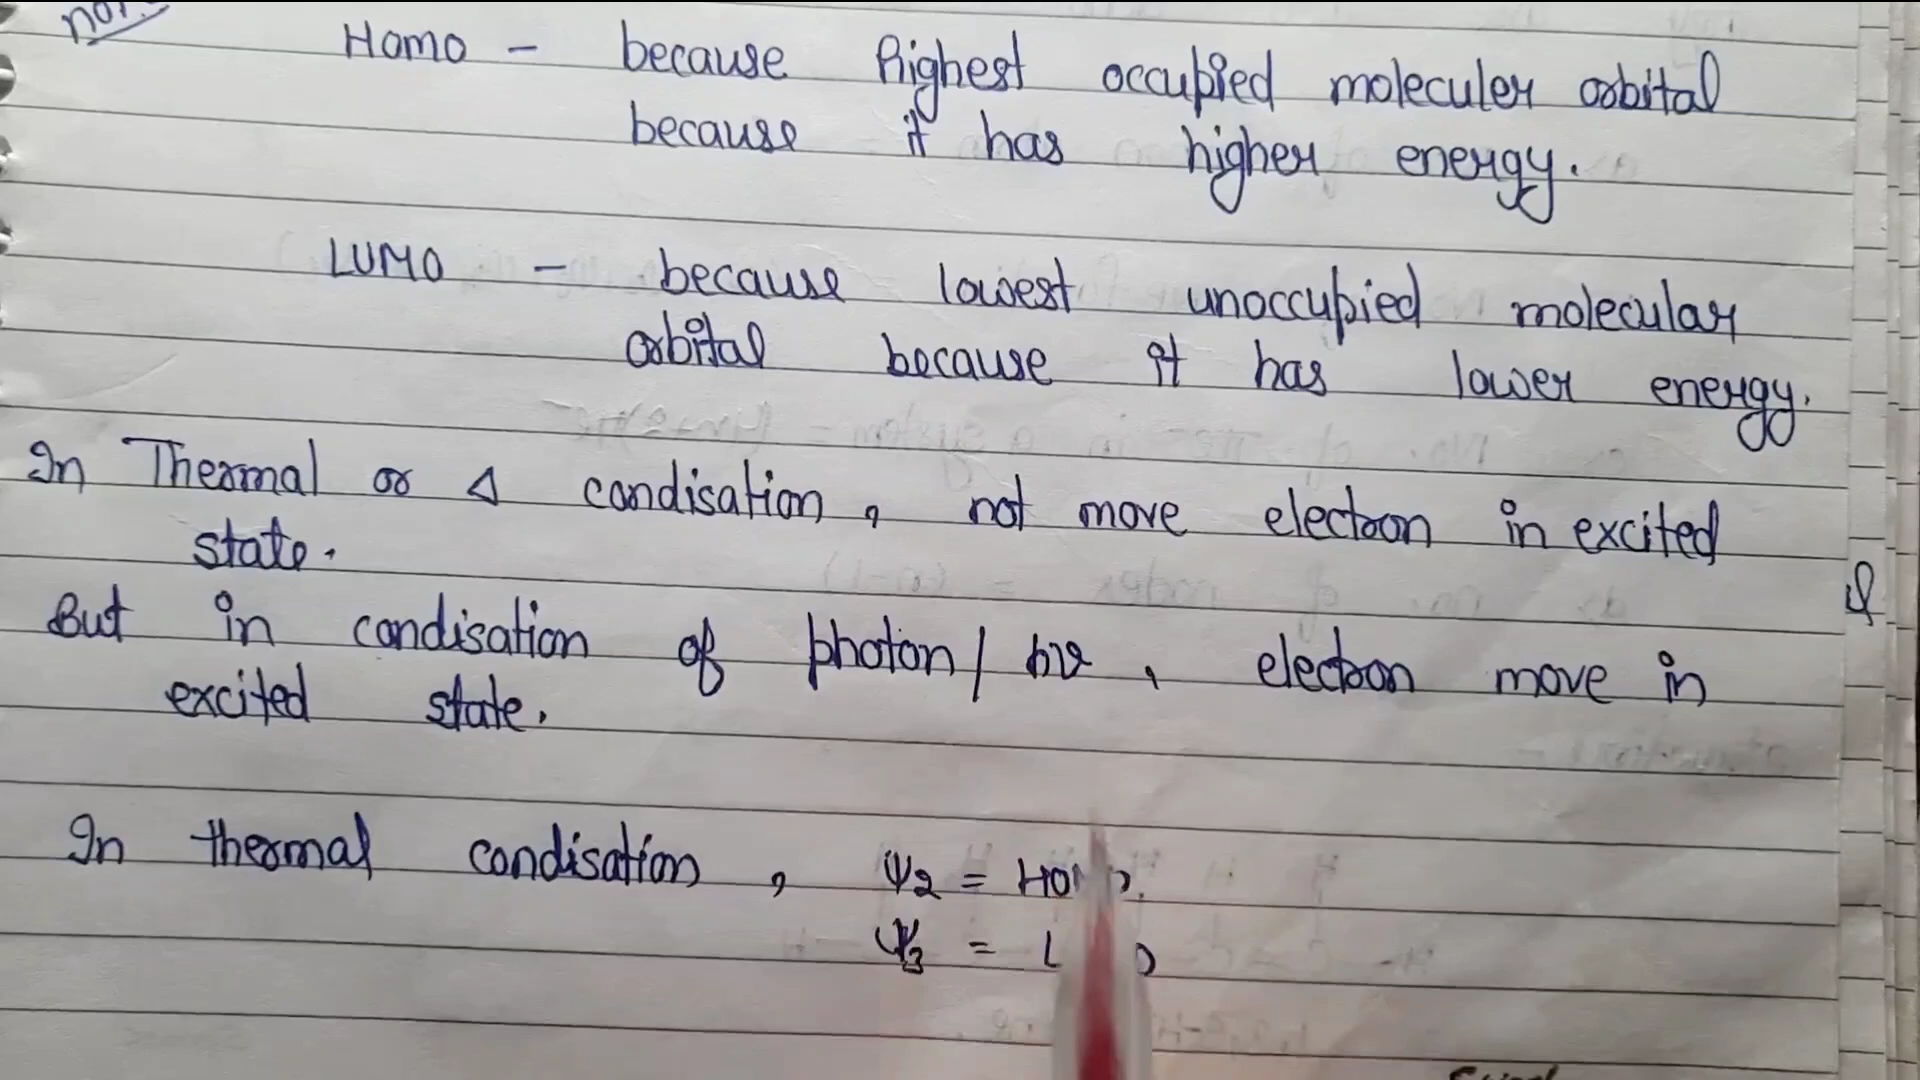 Homo - because highest occupied moleculer orbital
because it has higher energy.
LUMO - because lowest unoccupied molecular
orbital because it has lower energy.
In Thermal or Δ condisation, not move electron in excited
state.
But in condisation of photon/hν, electron move in
excited state.
In thermal condisation, Ψ2 =
Ψ3 =